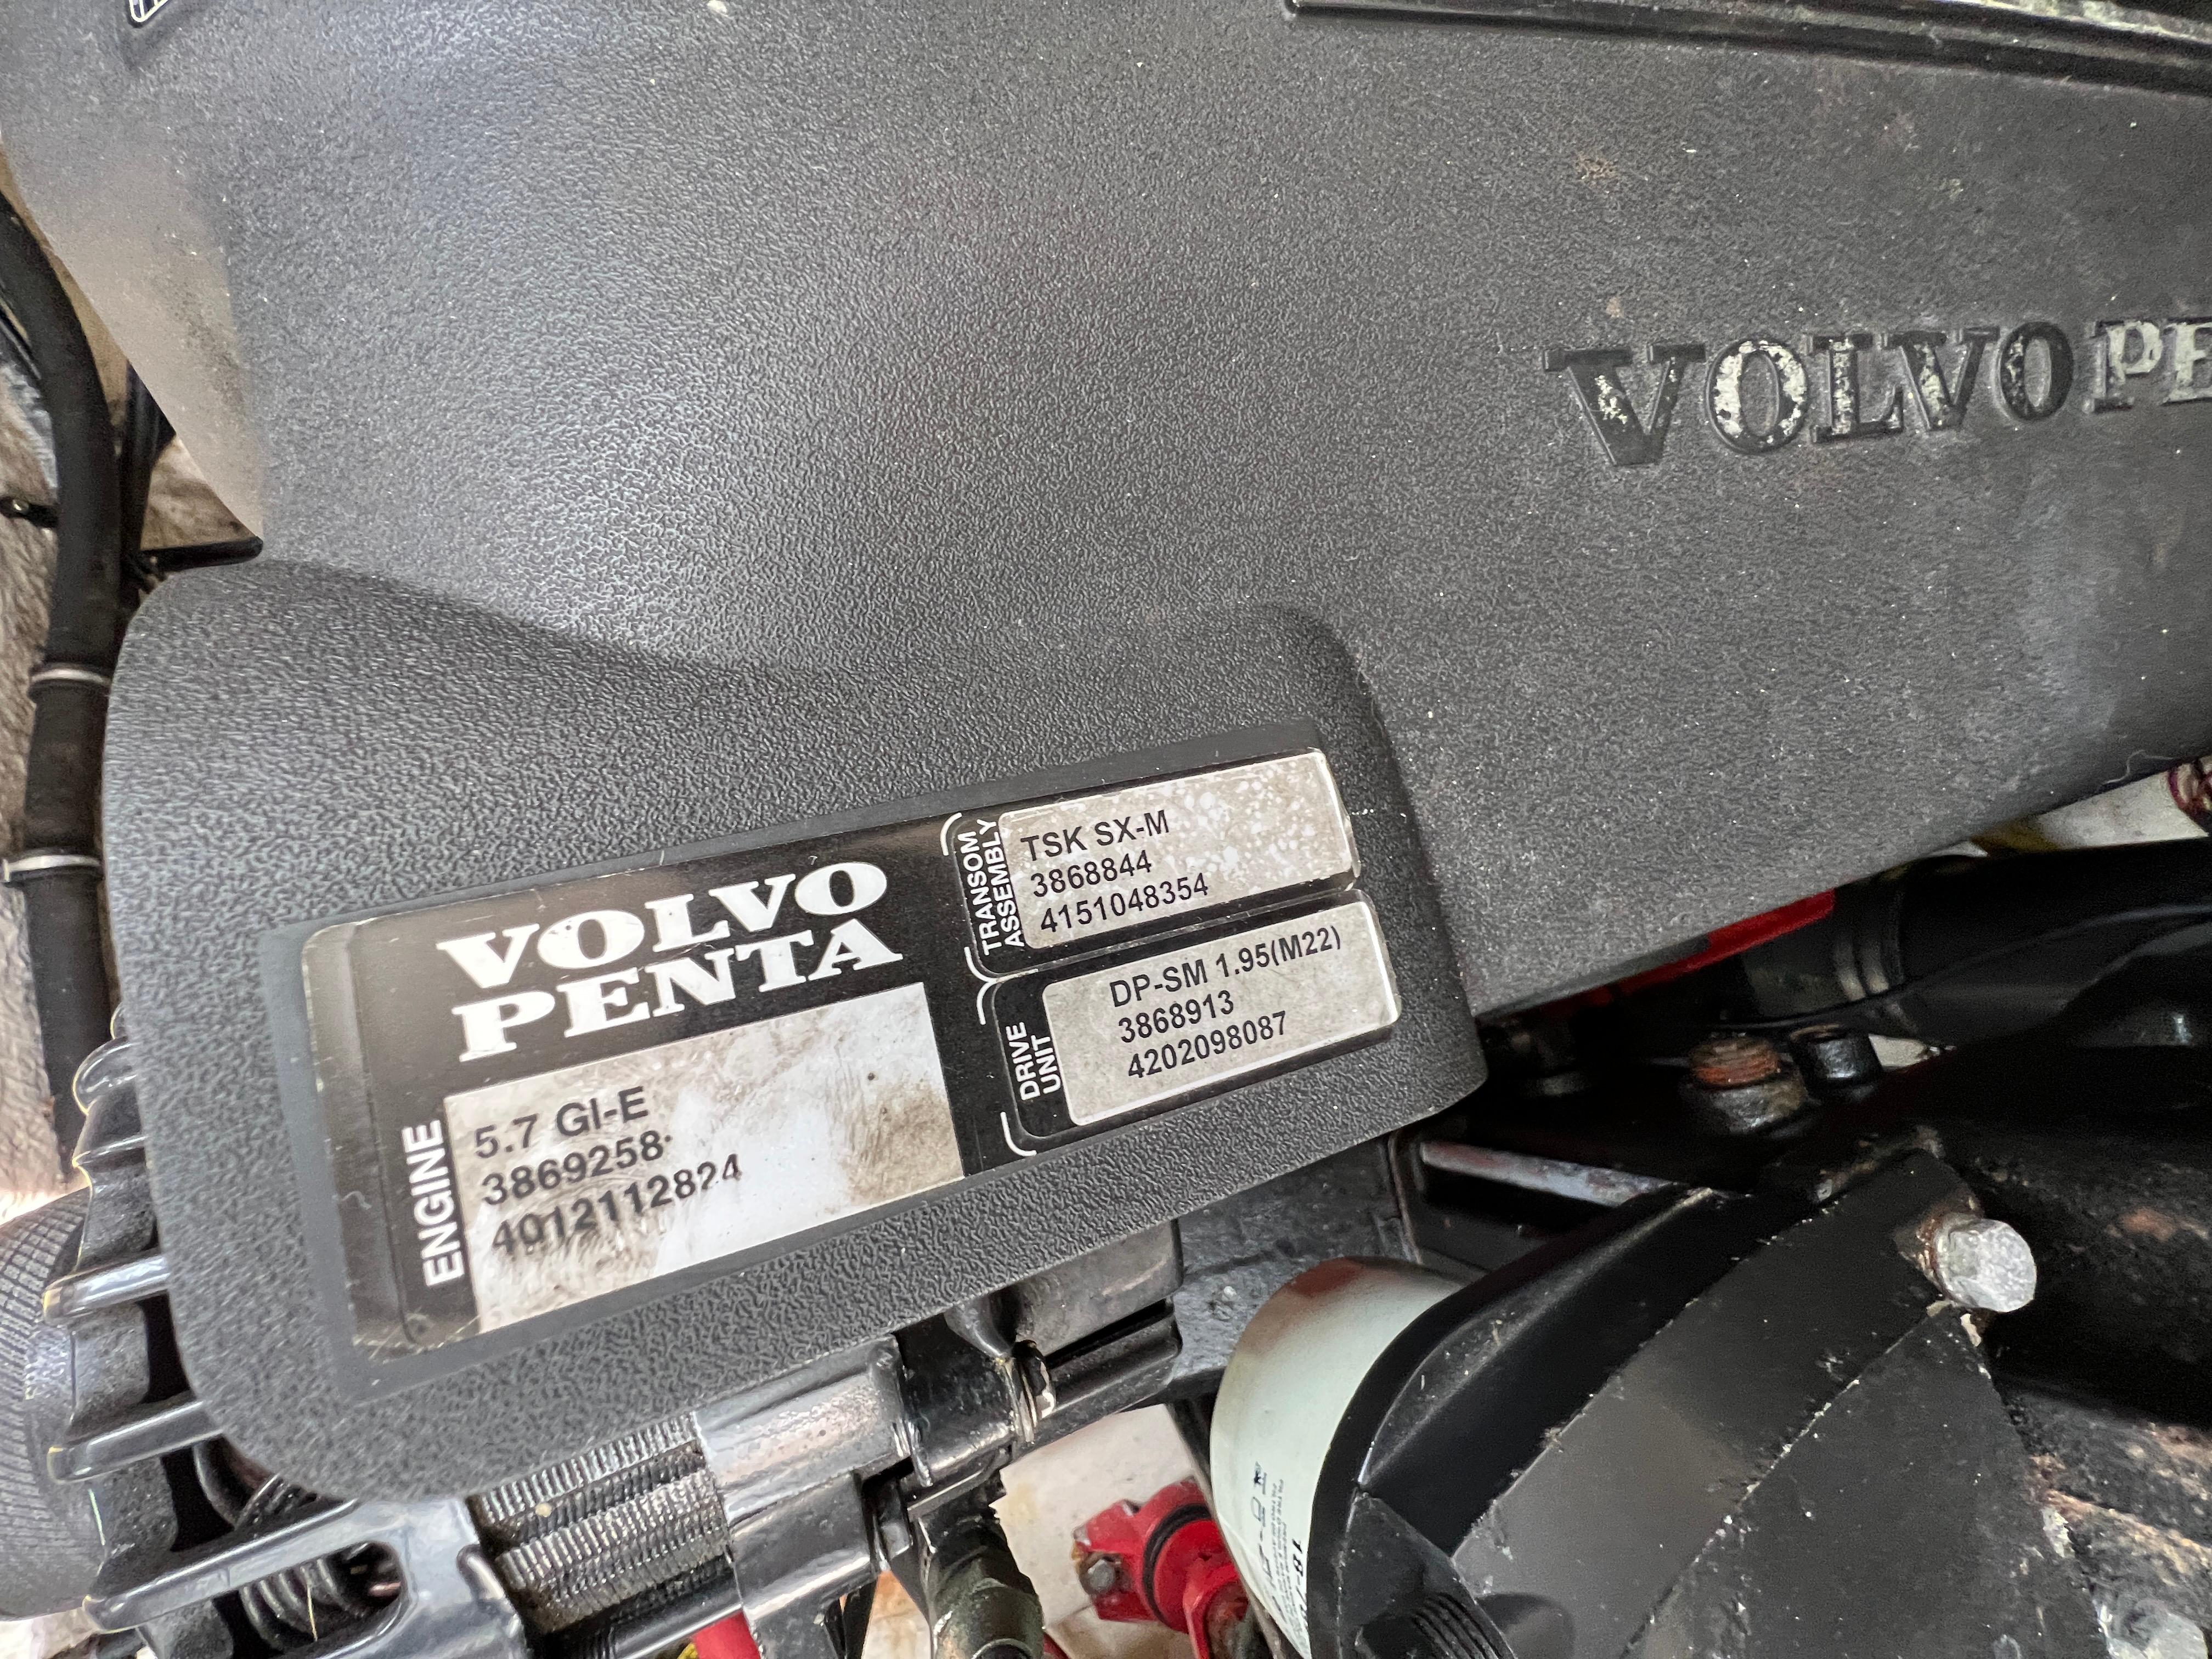 VOLVO PE
VOLVO
PENTA
ENGINE
5.7 GI-E
3869258
4012112824
TRANSOM
ASSEMBLY
TSK SX-M
3868844
4151048354
DRIVE
UNIT
DP-SM 1.95(M22)
3868913
4202098087